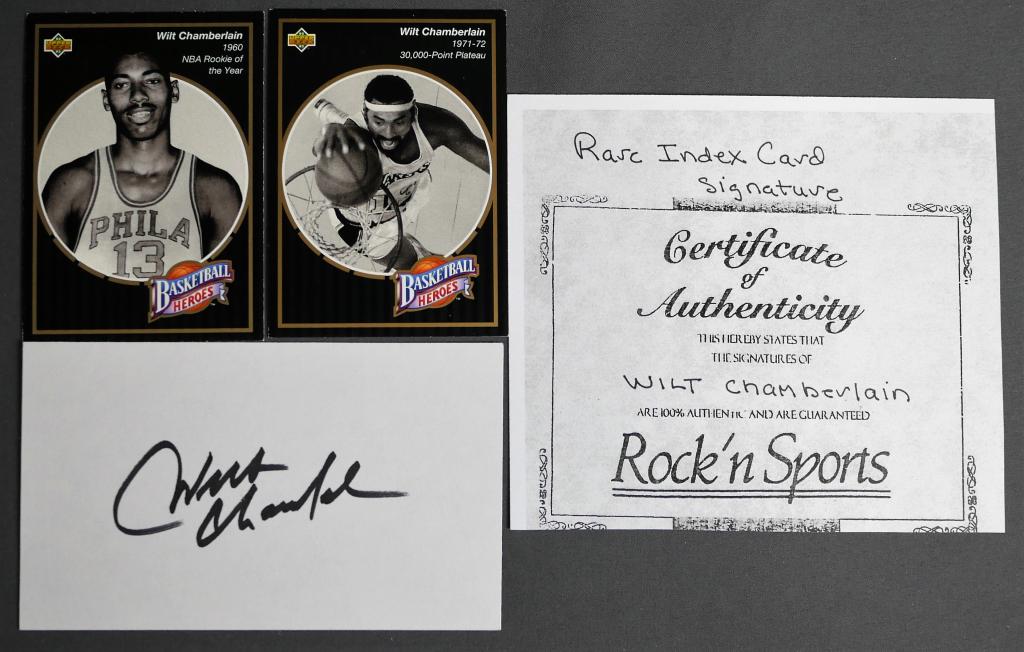 Wilt Chamberlain
1960
NBA Rookie of
the Year
PHILA
13
BASKETBALL
HEROES
Wilt Chamberlain
1971-72
30,000-Point Plateau
BASKETBALL
HEROES
Wilt
Chamberlain
Rare Index Card
Signature
Certificate
of
Authenticity
THIS HEREBY STATES THAT
THE SIGNATURES OF
WILT Chamberlain
ARE 100% AUTHENTIC AND ARE GUARANTEED
Rock'n Sports